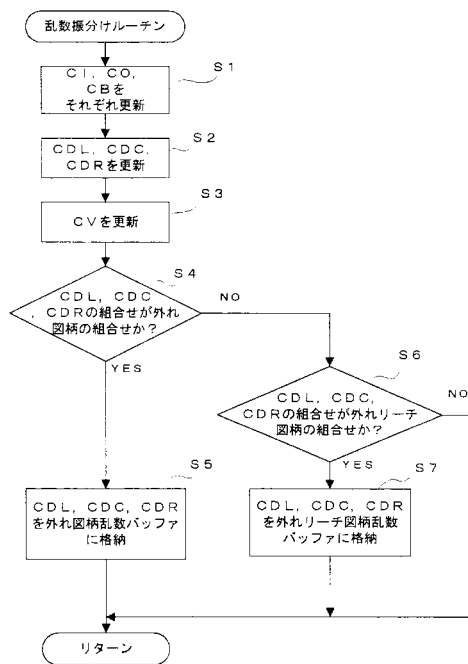 乱数振分けルーチン
CI, CO,
CBを
それぞれ更新
S1
CDL, CDC,
CDRを更新
S2
CVを更新
S3
CDL, CDC
, CDRの組合せが外れ
図柄の組合せか?
S4
NO
YES
CDL, CDC,
CDRの組合せが外れリーチ
図柄の組合せか?
S6
NO
YES
CDL, CDC, CDR
を外れ図柄乱数バッファ
に格納
S5
CDL, CDC, CDR
を外れリーチ図柄乱数
バッファに格納
S7
リターン